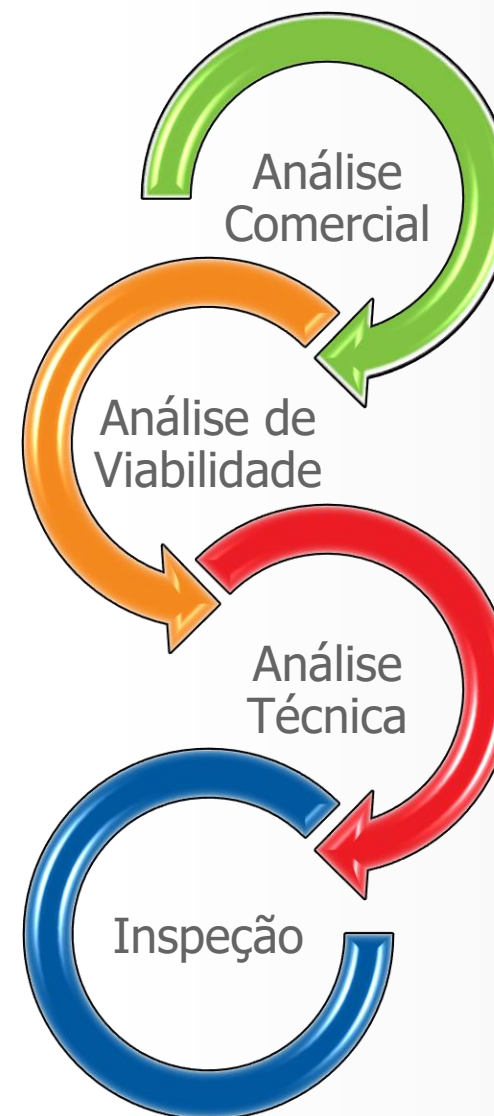 Análise
Comercial
Análise de
Viabilidade
Análise
Técnica
Inspeção